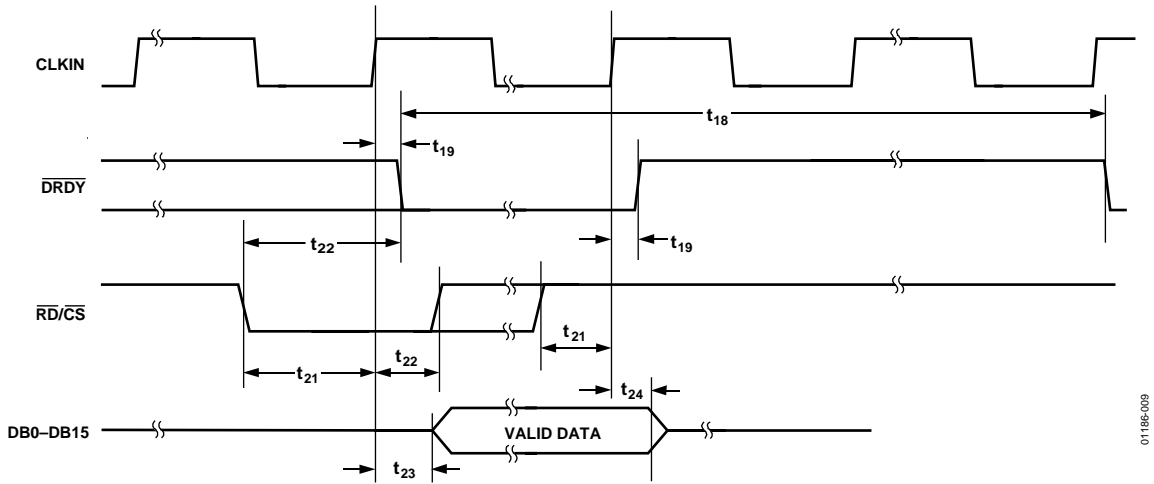 CLKIN
t18
t19
DRDY
t22
t19
RD/CS
t21
t22
t21
t24
DB0–DB15
VALID DATA
t23
01186-009